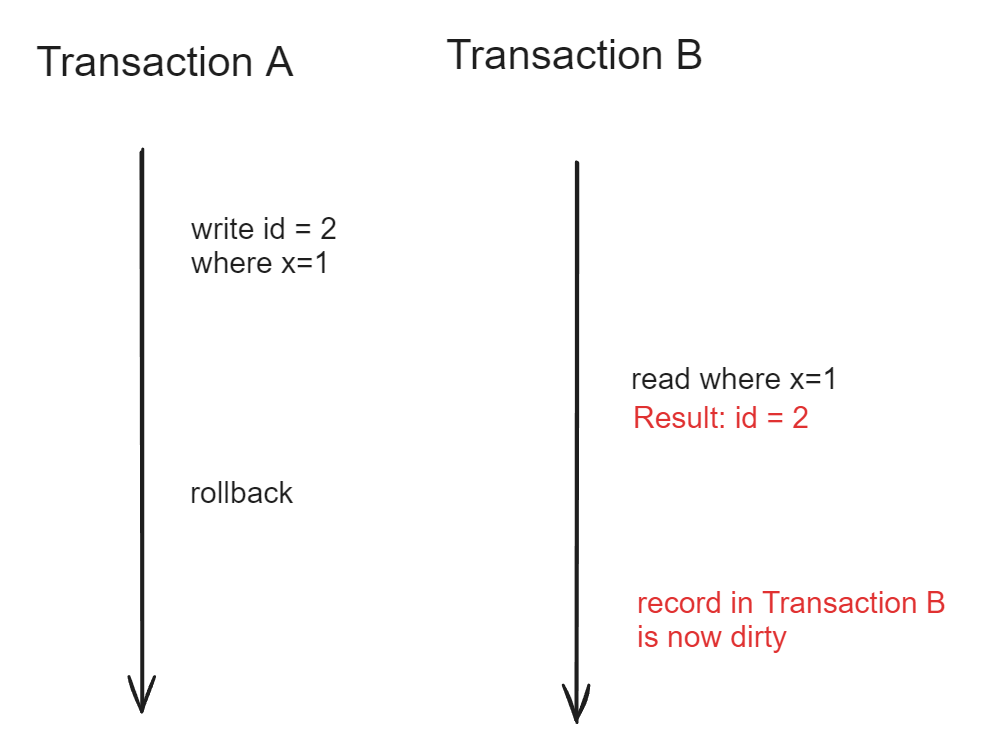 Transaction A
Transaction B
write id = 2
where x=1
read where x=1
Result: id = 2
rollback
record in Transaction B
is now dirty